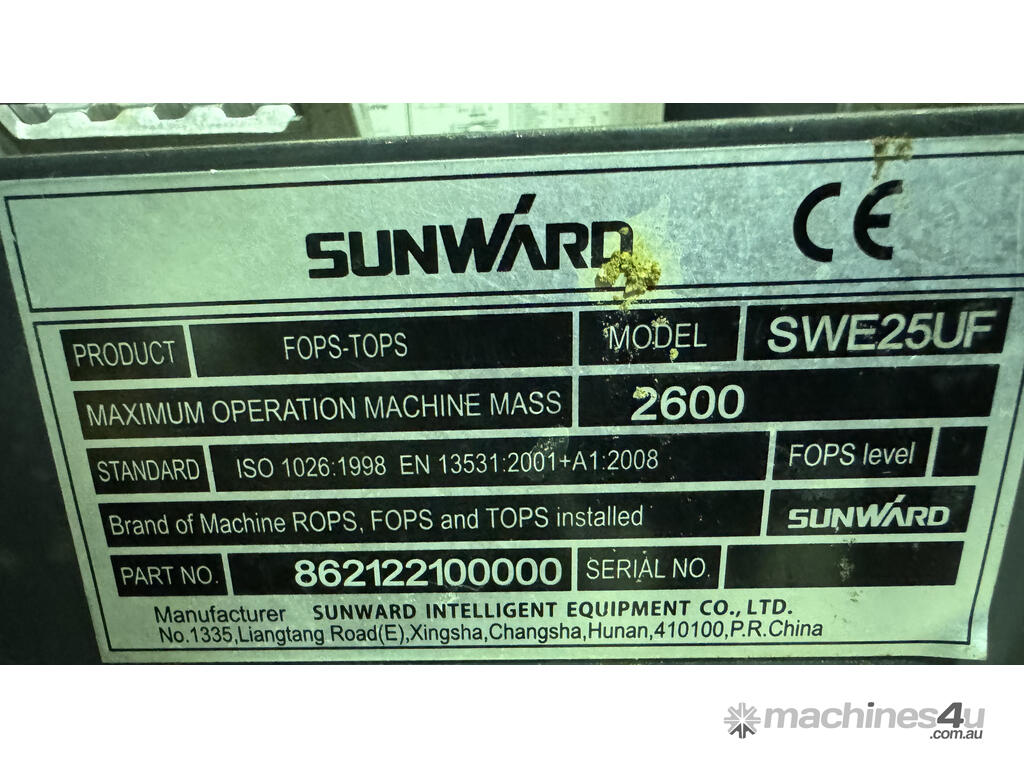 SUNWARD CE
PRODUCT FOPS-TOPS MODEL SWE25UF
MAXIMUM OPERATION MACHINE MASS 2600
STANDARD ISO 1026:1998 EN 13531:2001+A1:2008 FOPS level
Brand of Machine ROPS, FOPS and TOPS installed SUNWARD
PART NO. 862122100000 SERIAL NO.
Manufacturer SUNWARD INTELLIGENT EQUIPMENT CO., LTD.
No.1335,Liangtang Road(E),Xingsha,Changsha,Hunan,410100,P.R.China
machines4u
.com.au